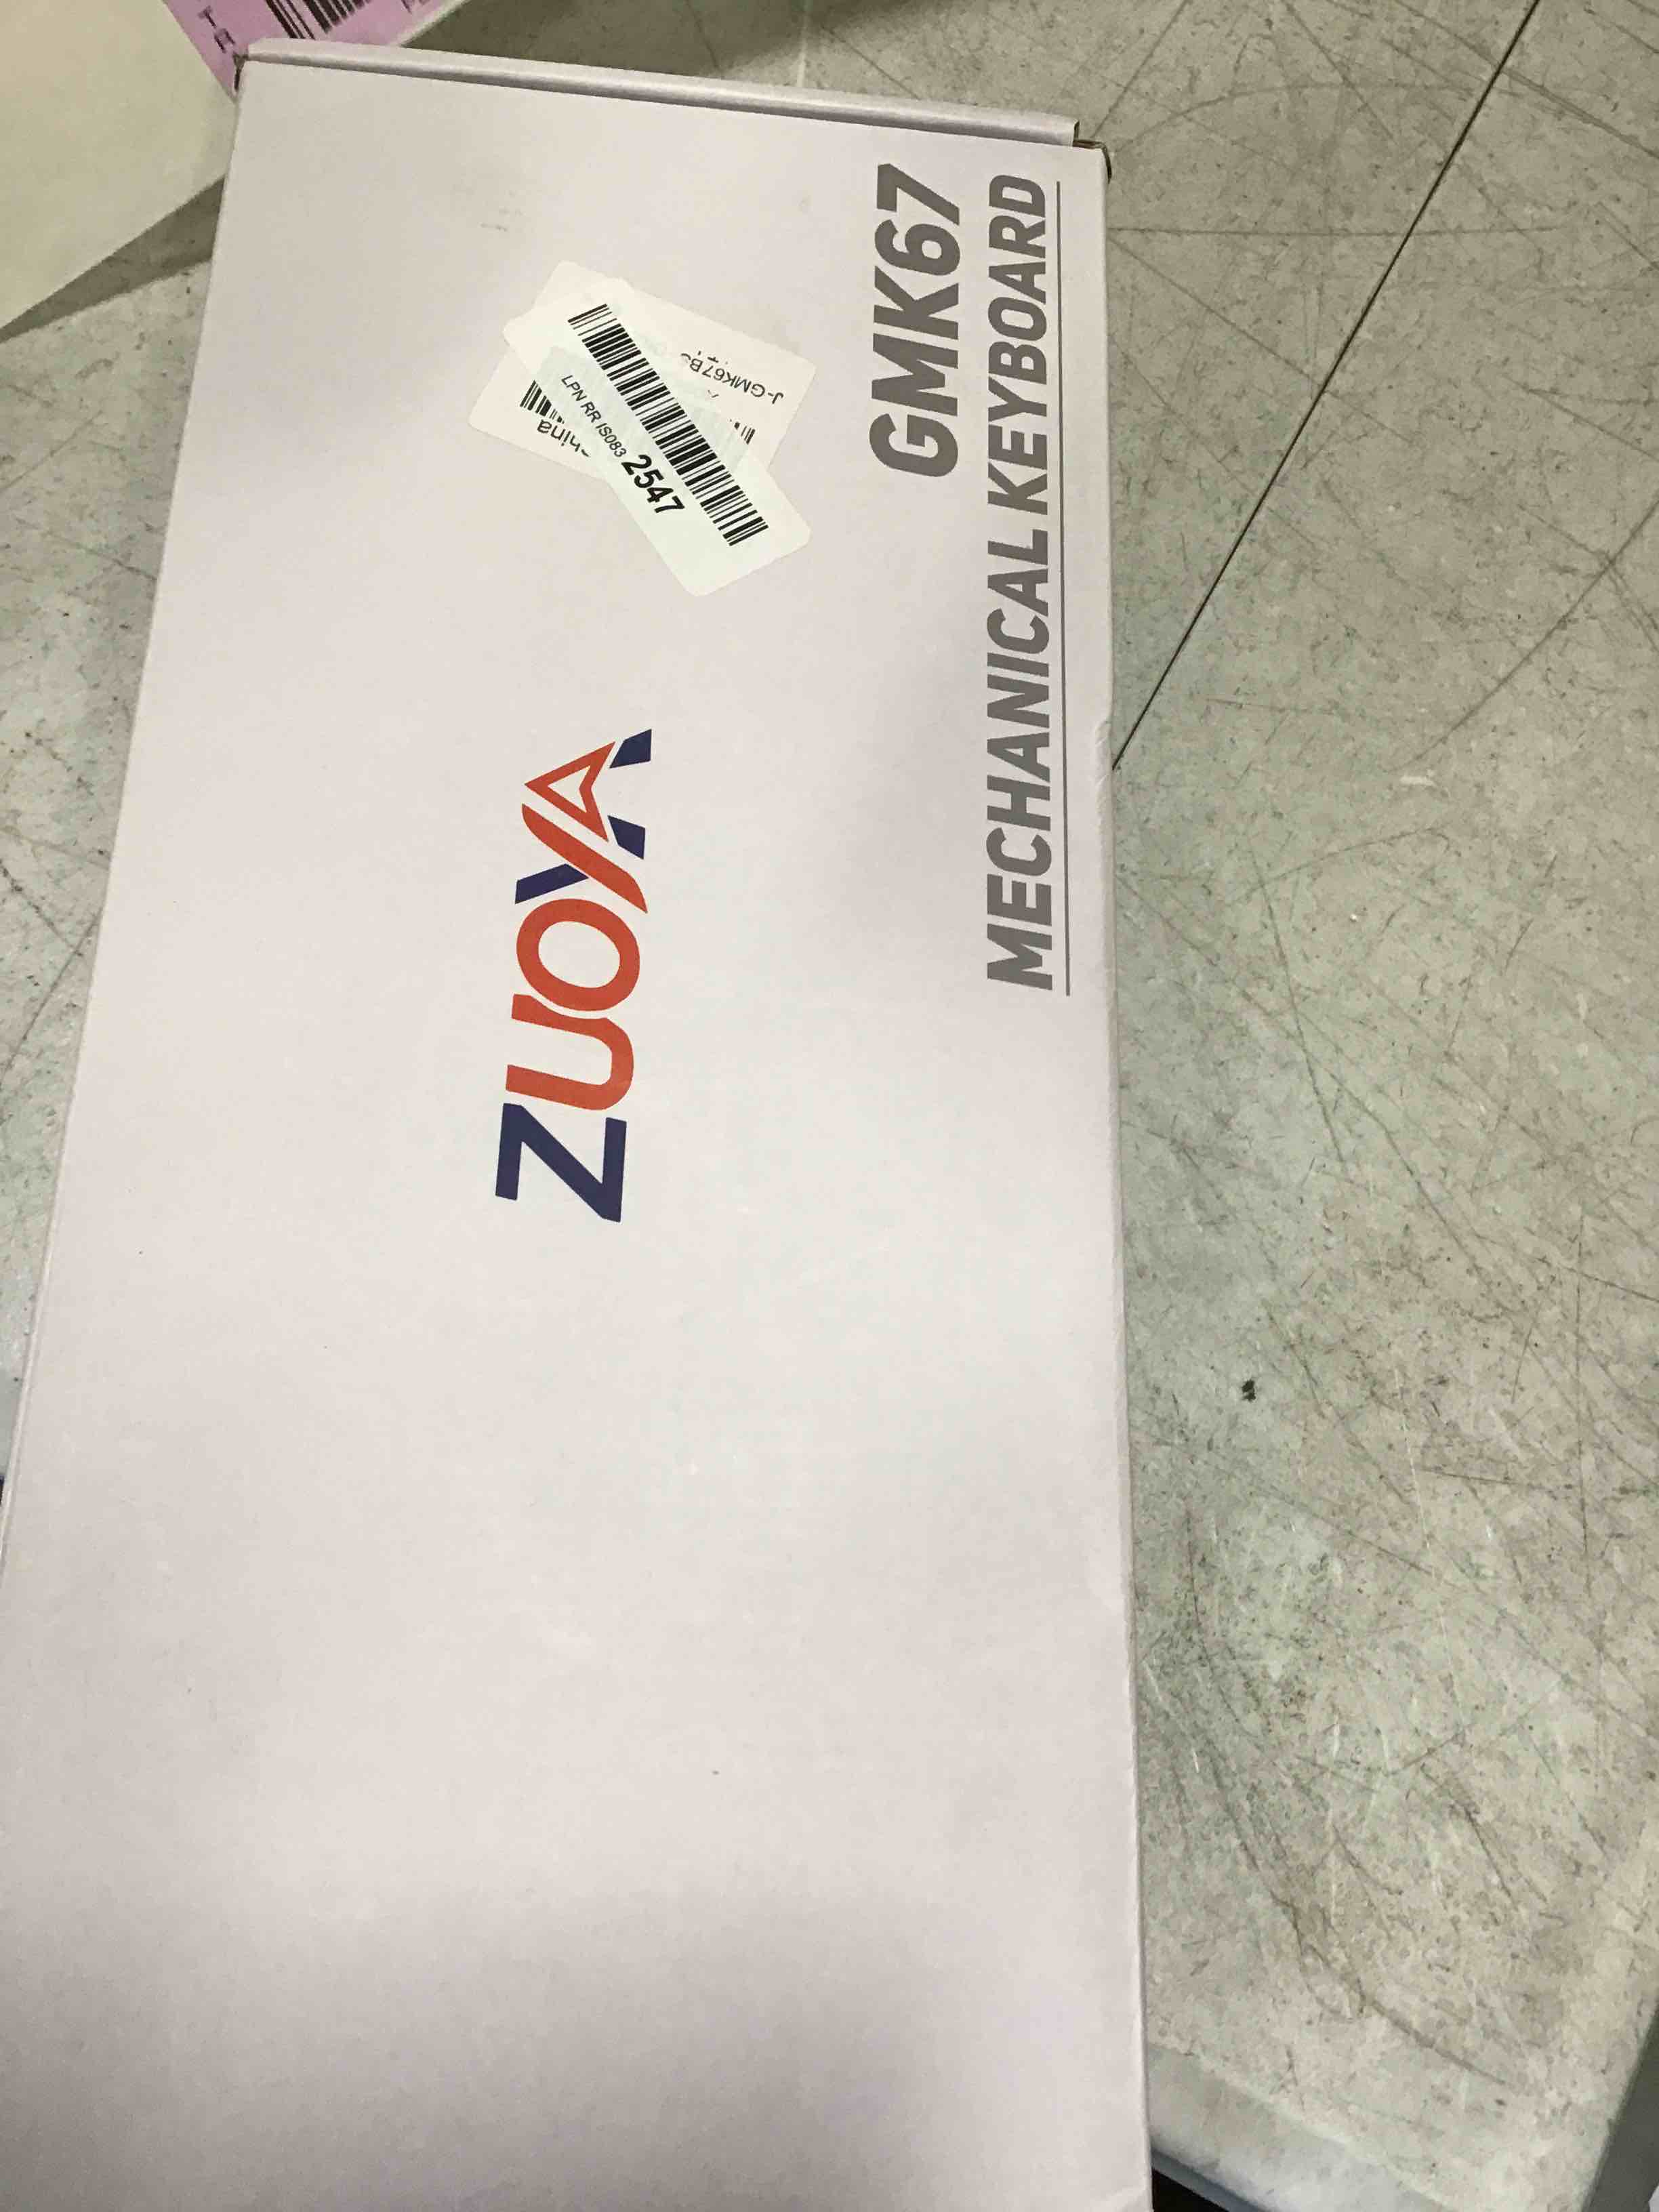 GMK67
MECHANICAL KEYBOARD
ZUOYA
LPN RR IS083 2547
J-GMK67B